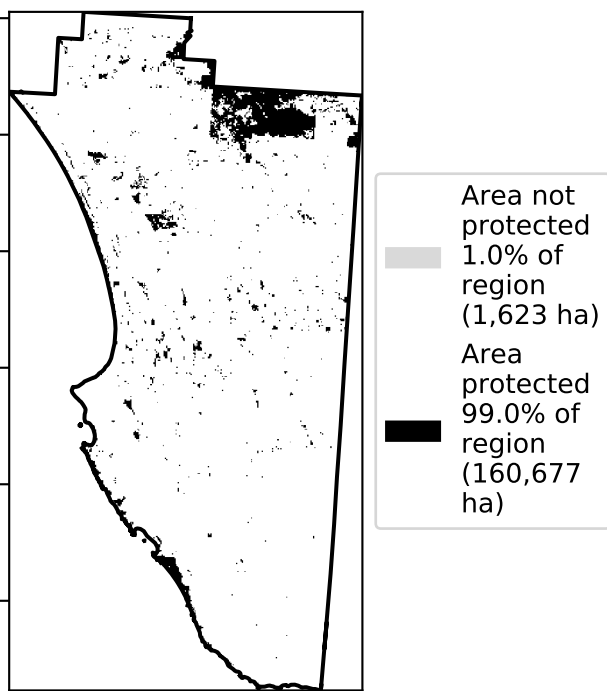 Area not
protected
1.0% of
region
(1,623 ha)
Area
protected
99.0% of
region
(160,677
ha)